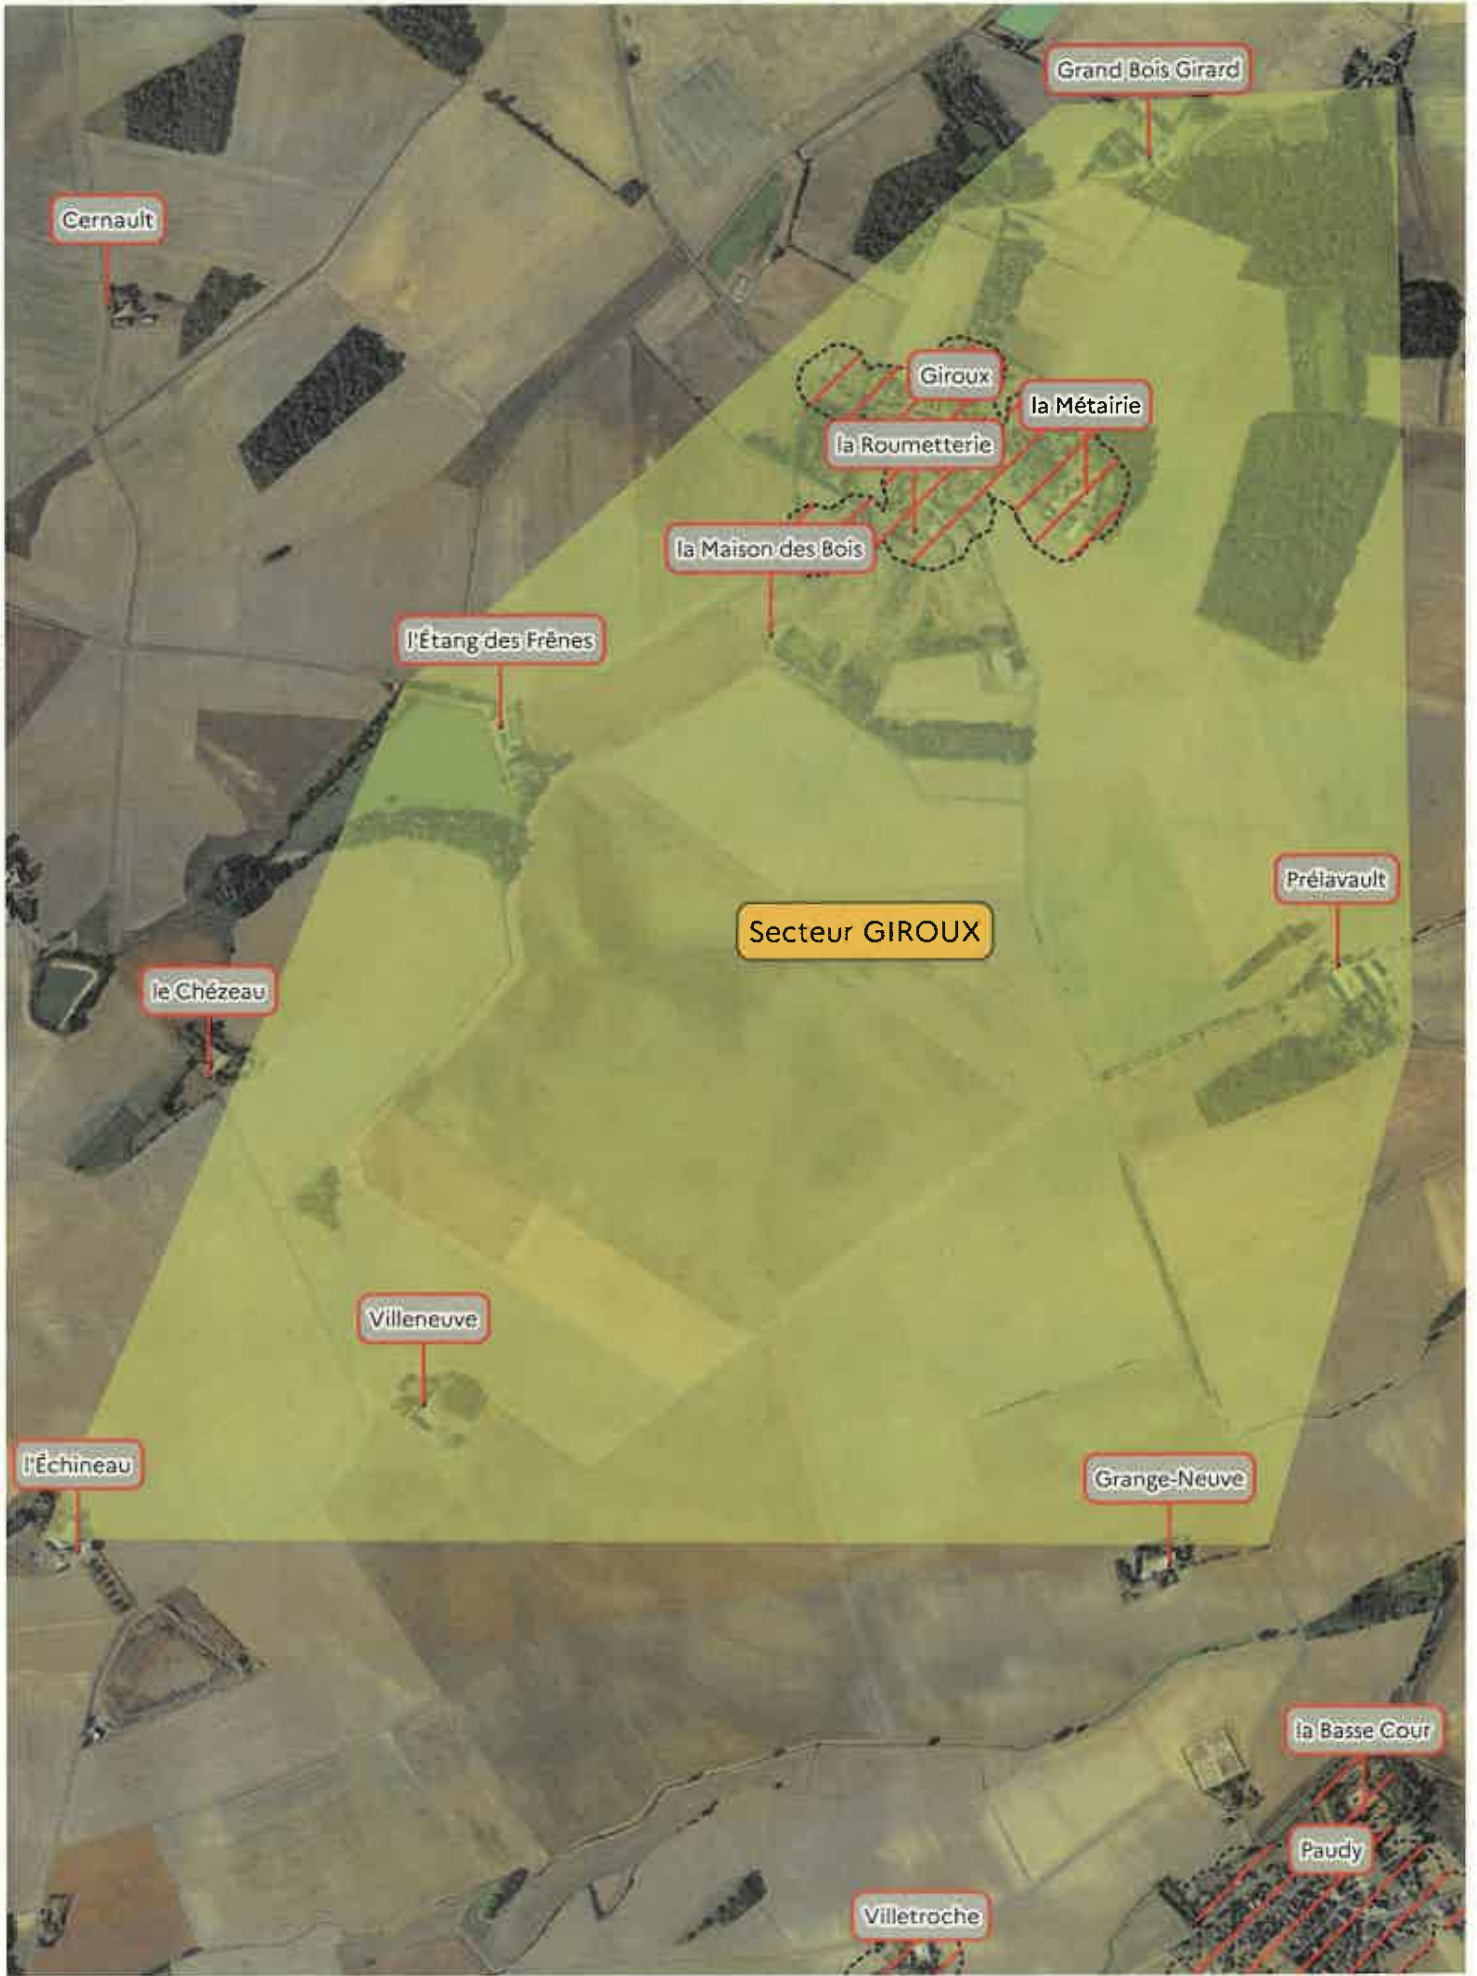 Grand Bois Girard
Cernault
Giroux
la Métairie
la Roumetterie
la Maison des Bois
l'Étang des Frênes
Prélavault
Secteur GIROUX
le Chézeau
Villeneuve
l'Échineau
Grange-Neuve
la Basse Cour
Paudy
Villetroche